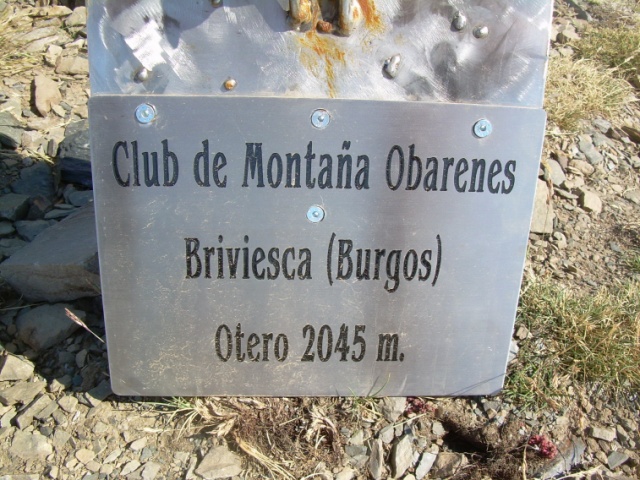 Club de Montaña Obarenes
Briviesca (Burgos)
Otero 2045 m.